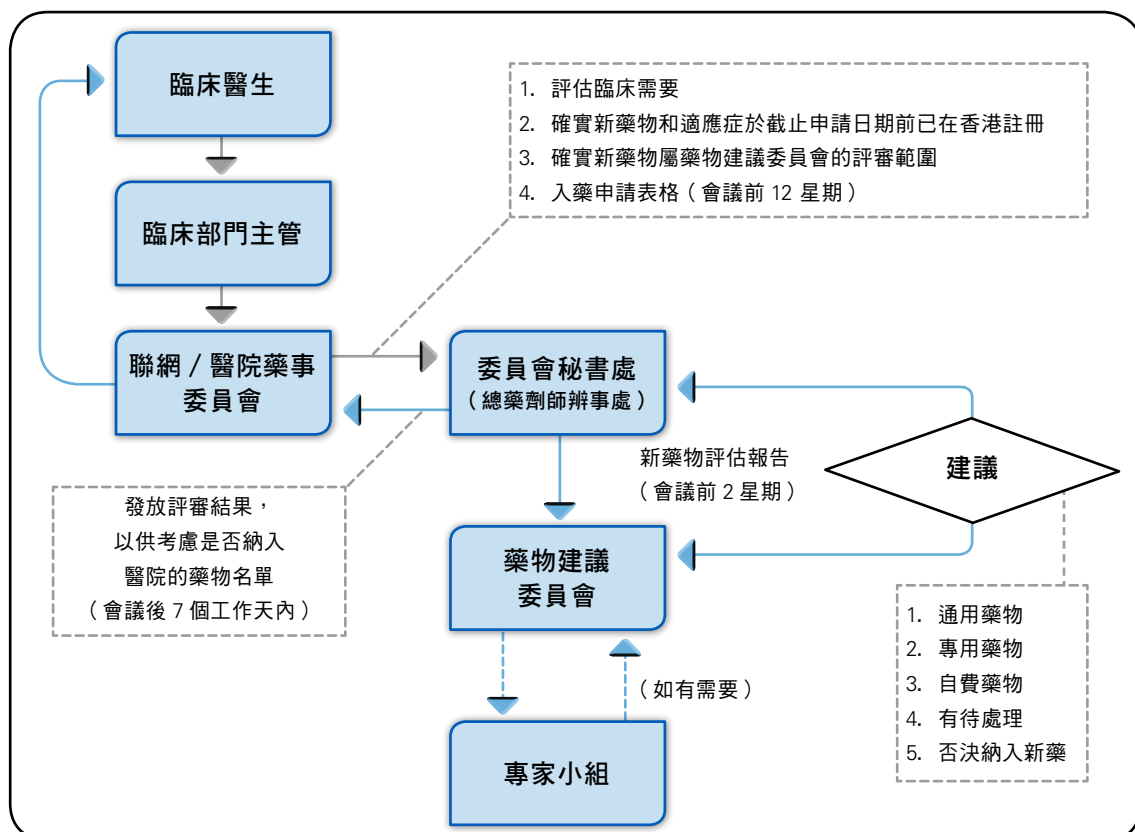 臨床醫生
1. 評估臨床需要
2. 確實新藥物和適應症於截止申請日期前已在香港註冊
3. 確實新藥物屬藥物建議委員會的評審範圍
4. 入藥申請表格（會議前 12 星期）
臨床部門主管
聯網／醫院藥事
委員會
委員會秘書處
（總藥劑師辦事處）
新藥物評估報告
（會議前 2 星期）
建議
發放評審結果，
以供考慮是否納入
醫院的藥物名單
（會議後 7 個工作天內）
藥物建議
委員會
1. 通用藥物
2. 專用藥物
3. 自費藥物
4. 有待處理
5. 否決納入新藥
（如有需要）
專家小組